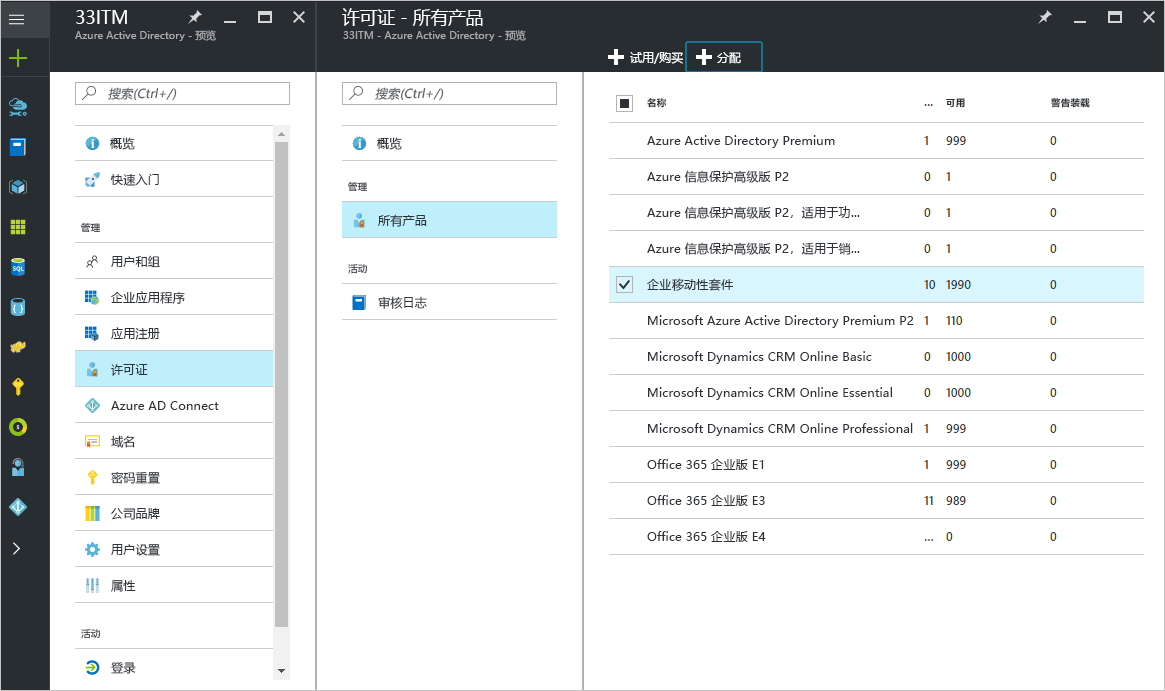 33ITM
Azure Active Directory - 预览
搜索(Ctrl+/)
概览
快速入门
管理
用户和组
企业应用程序
应用注册
许可证
Azure AD Connect
域名
密码重置
公司品牌
用户设置
属性
活动
登录
许可证 - 所有产品
33ITM - Azure Active Directory - 预览
搜索(Ctrl+/)
概览
管理
所有产品
活动
审核日志
试用/购买 分配
名称 ... 可用 警告装载
Azure Active Directory Premium 1 999 0
Azure 信息保护高级版 P2 0 1 0
Azure 信息保护高级版 P2，适用于功... 0 1 0
Azure 信息保护高级版 P2，适用于销... 0 1 0
企业移动性套件 10 1990 0
Microsoft Azure Active Directory Premium P2 1 110 0
Microsoft Dynamics CRM Online Basic 0 1000 0
Microsoft Dynamics CRM Online Essential 0 1000 0
Microsoft Dynamics CRM Online Professional 1 999 0
Office 365 企业版 E1 1 999 0
Office 365 企业版 E3 11 989 0
Office 365 企业版 E4 ... 0 0
SQL